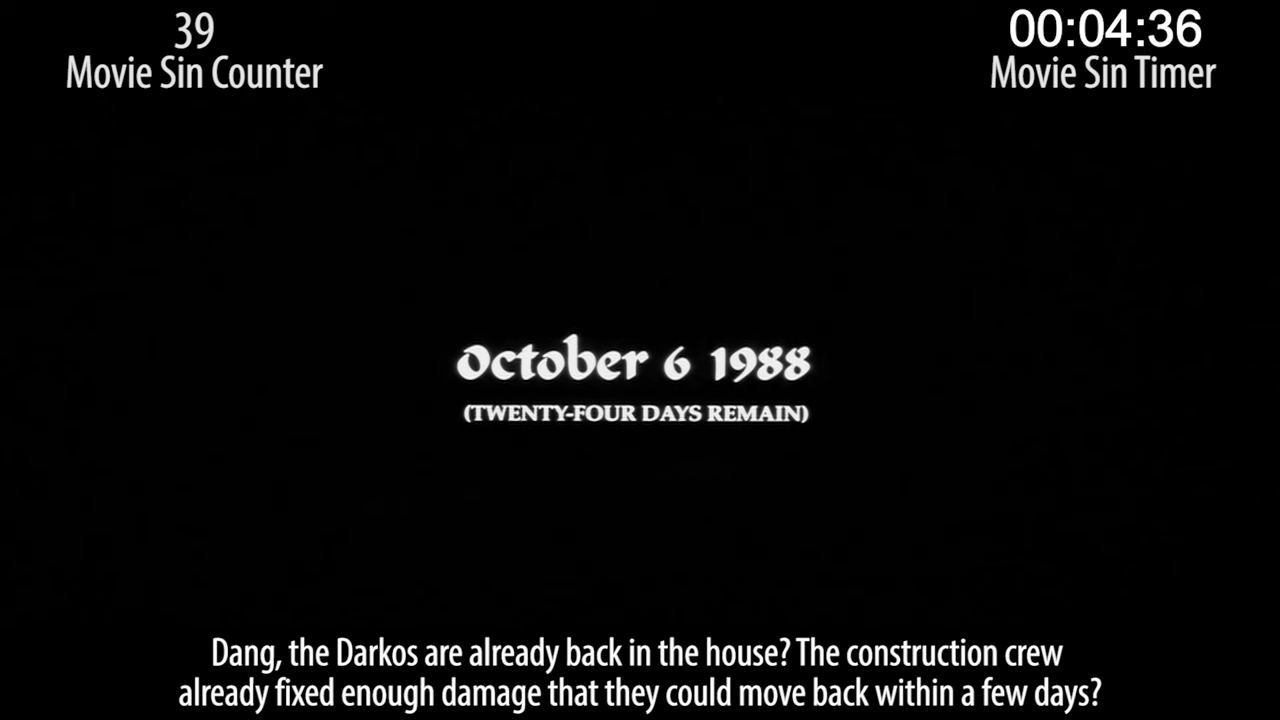 39
Movie Sin Counter
00:04:36
Movie Sin Timer
October 6 1988
(TWENTY-FOUR DAYS REMAIN)
Dang, the Darkos are already back in the house? The construction crew
already fixed enough damage that they could move back within a few days?